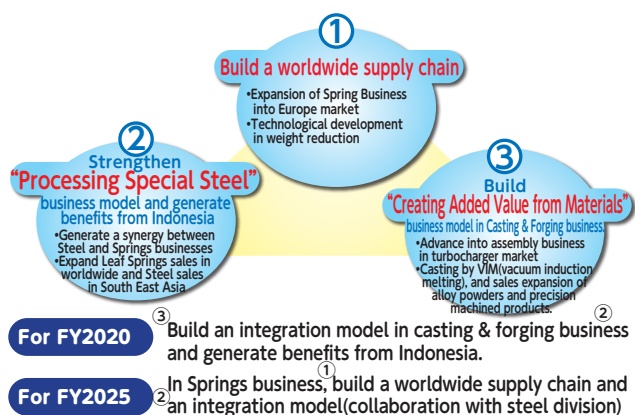 ①
Build a worldwide supply chain
•Expansion of Spring Business
into Europe market
•Technological development
in weight reduction
②
Strengthen
"Processing Special Steel"
business model and generate
benefits from Indonesia
•Generate a synergy between
Steel and Springs businesses
•Expand Leaf Springs sales in
worldwide and Steel sales
in South East Asia
③
Build
"Creating Added Value from Materials"
business model in Casting & Forging business.
•Advance into assembly business
in turbocharger market
•Casting by VIM(vacuum induction
melting), and sales expansion of
alloy powders and precision
machined products.
For FY2020
③ ②
Build an integration model in casting & forging business
and generate benefits from Indonesia.
For FY2025
①
In Springs business, build a worldwide supply chain and
② an integration model(collaboration with steel division)